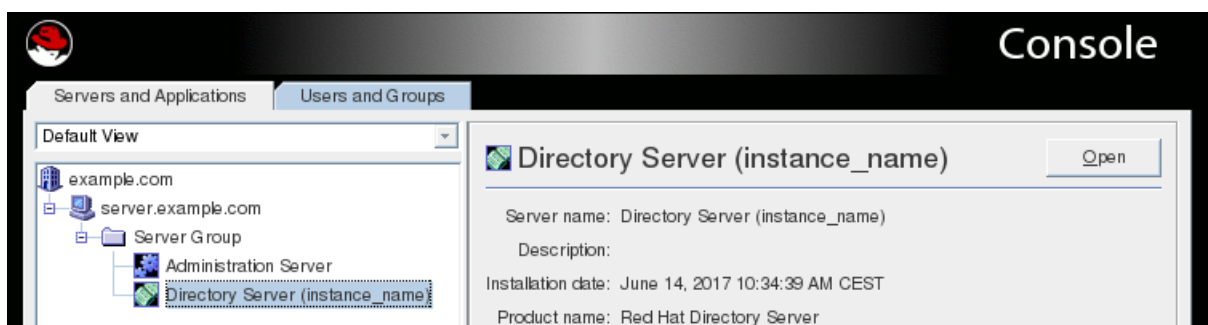 Console
Servers and Applications
Users and Groups
Default View
example.com
server.example.com
Server Group
Administration Server
Directory Server (instance_name)
Directory Server (instance_name)
Open
Server name: Directory Server (instance_name)
Description:
Installation date: June 14, 2017 10:34:39 AM CEST
Product name: Red Hat Directory Server